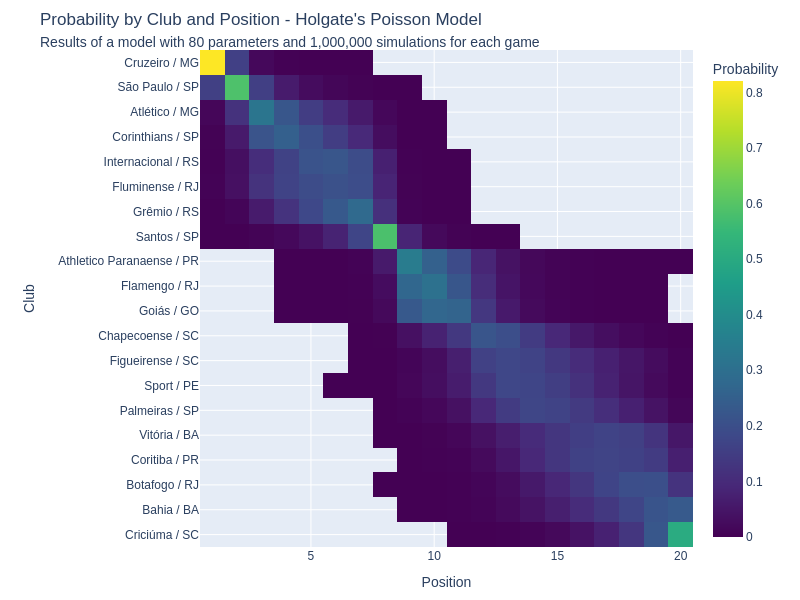 Probability by Club and Position - Holgate's Poisson Model
Results of a model with 80 parameters and 1,000,000 simulations for each game
Probability
Cruzeiro / MG
São Paulo / SP
Atlético / MG
Corinthians / SP
Internacional / RS
Fluminense / RJ
Grêmio / RS
Santos / SP
Athletico Paranaense / PR
Flamengo / RJ
Goiás / GO
Chapecoense / SC
Figueirense / SC
Sport / PE
Palmeiras / SP
Vitória / BA
Coritiba / PR
Botafogo / RJ
Bahia / BA
Criciúma / SC
Club
5 10 15 20
Position
0.8
0.7
0.6
0.5
0.4
0.3
0.2
0.1
0